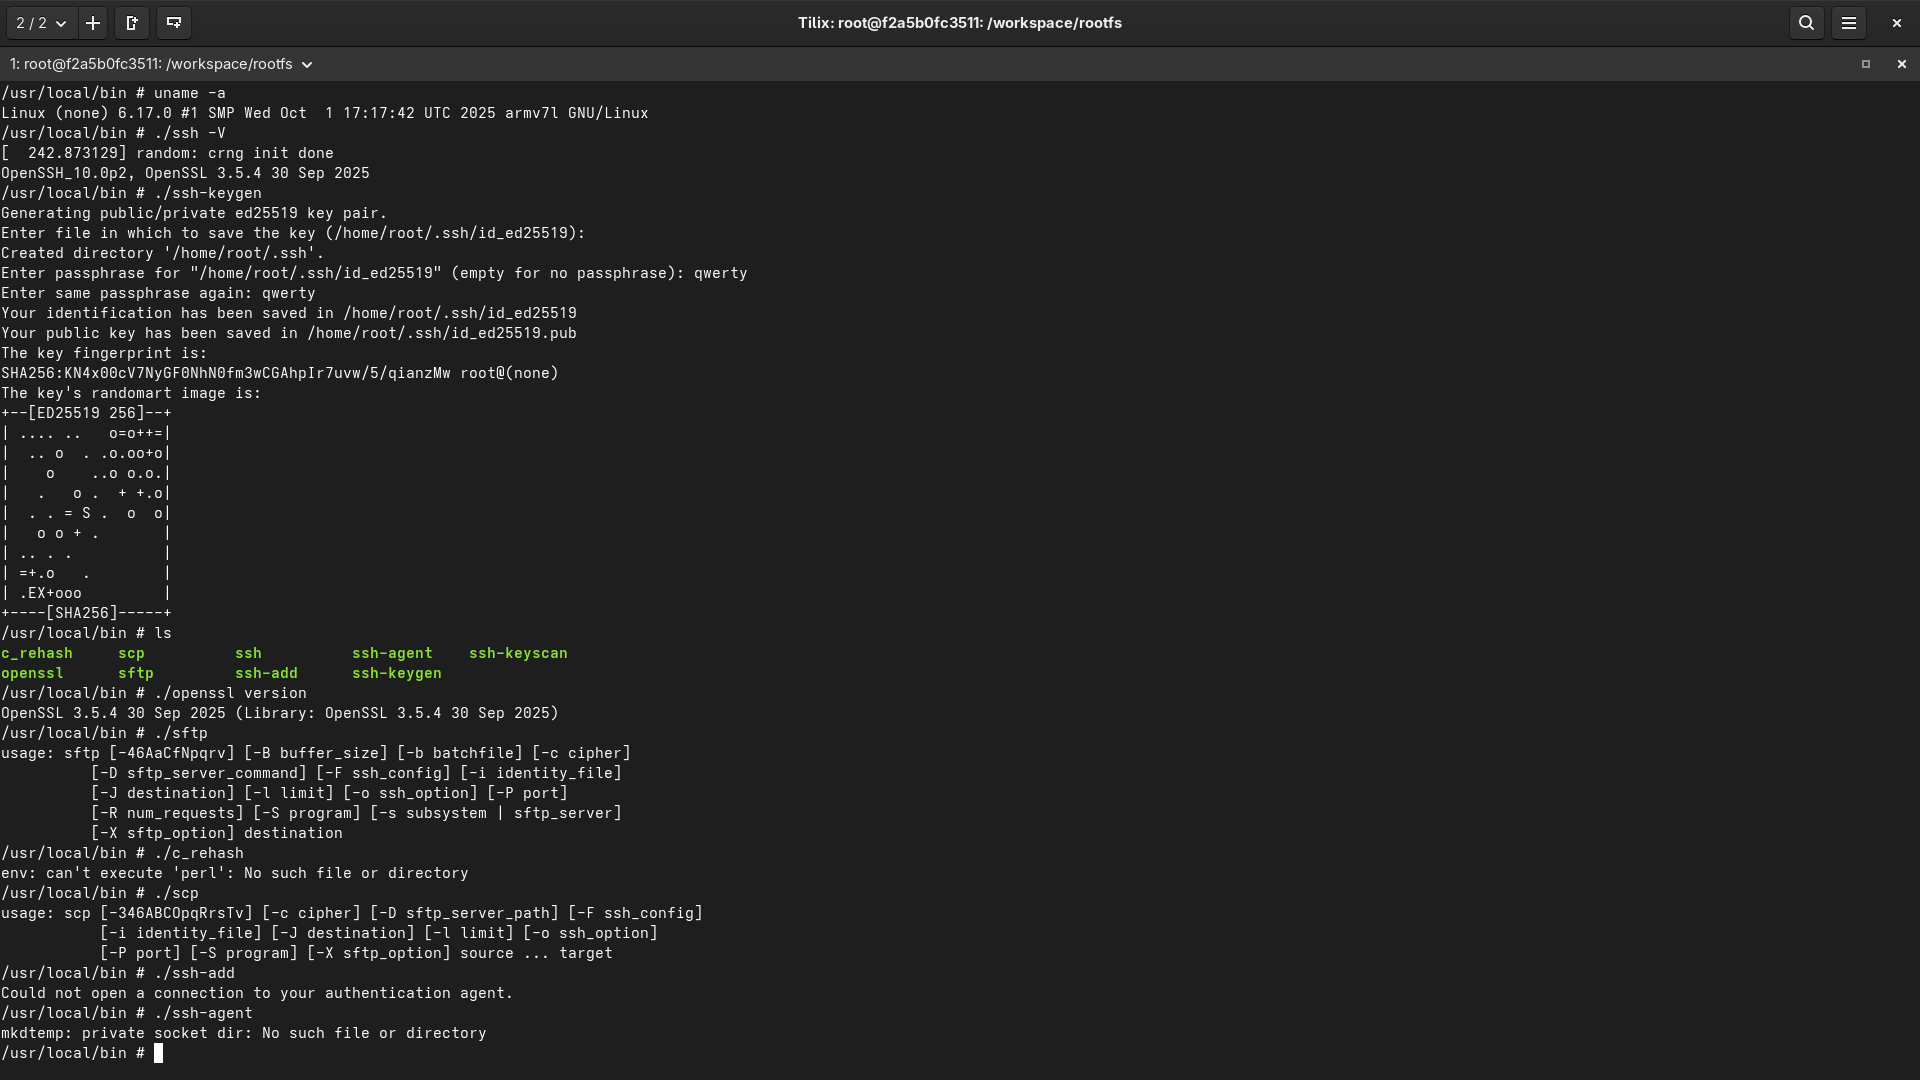 2 / 2
Tilix: root@f2a5b0fc3511: /workspace/rootfs
1: root@f2a5b0fc3511: /workspace/rootfs
/usr/local/bin # uname -a
Linux (none) 6.17.0 #1 SMP Wed Oct  1 17:17:42 UTC 2025 armv7l GNU/Linux
/usr/local/bin # ./ssh -V
[  242.873129] random: crng init done
OpenSSH_10.0p2, OpenSSL 3.5.4 30 Sep 2025
/usr/local/bin # ./ssh-keygen
Generating public/private ed25519 key pair.
Enter file in which to save the key (/home/root/.ssh/id_ed25519):
Created directory '/home/root/.ssh'.
Enter passphrase for "/home/root/.ssh/id_ed25519" (empty for no passphrase): qwerty
Enter same passphrase again: qwerty
Your identification has been saved in /home/root/.ssh/id_ed25519
Your public key has been saved in /home/root/.ssh/id_ed25519.pub
The key fingerprint is:
SHA256:KN4x00cV7NyGF0NhN0fm3wCGAhpIr7uvw/5/qianzMw root@(none)
The key's randomart image is:
+--[ED25519 256]--+
| .... ..   o=o++=|
|  .. o  . .o.oo+o|
|    o    ..o o.o.|
|   .   o .  + +.o|
|  . . = S .  o  o|
|   o o + .       |
| .. . .          |
| =+.o   .        |
| .EX+ooo         |
+----[SHA256]-----+
/usr/local/bin # ls
c_rehash     scp          ssh          ssh-agent    ssh-keyscan
openssl      sftp         ssh-add      ssh-keygen
/usr/local/bin # ./openssl version
OpenSSL 3.5.4 30 Sep 2025 (Library: OpenSSL 3.5.4 30 Sep 2025)
/usr/local/bin # ./sftp
usage: sftp [-46AaCfNpqrv] [-B buffer_size] [-b batchfile] [-c cipher]
          [-D sftp_server_command] [-F ssh_config] [-i identity_file]
          [-J destination] [-l limit] [-o ssh_option] [-P port]
          [-R num_requests] [-S program] [-s subsystem | sftp_server]
          [-X sftp_option] destination
/usr/local/bin # ./c_rehash
env: can't execute 'perl': No such file or directory
/usr/local/bin # ./scp
usage: scp [-346ABCOpqRrsTv] [-c cipher] [-D sftp_server_path] [-F ssh_config]
           [-i identity_file] [-J destination] [-l limit] [-o ssh_option]
           [-P port] [-S program] [-X sftp_option] source ... target
/usr/local/bin # ./ssh-add
Could not open a connection to your authentication agent.
/usr/local/bin # ./ssh-agent
mkdtemp: private socket dir: No such file or directory
/usr/local/bin #